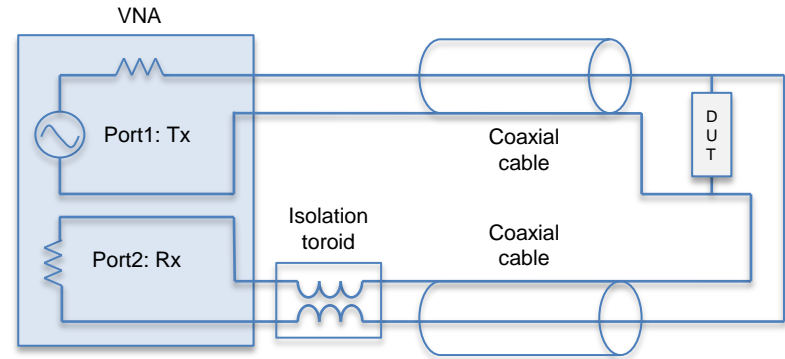 VNA
Port1: Tx
D
U
T
Coaxial
cable
Isolation
toroid
Port2: Rx
Coaxial
cable